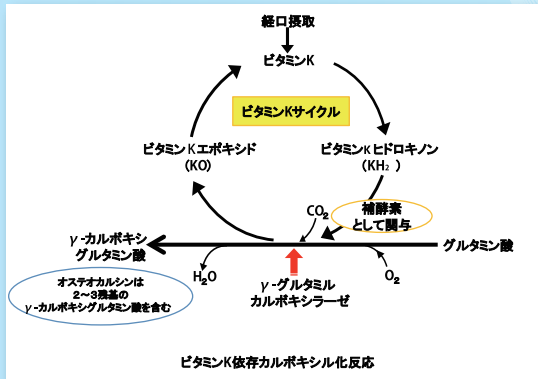 経口摂取
ビタミンK
ビタミンKサイクル
ビタミンKエポキシド
(KO)
ビタミンKヒドロキノン
(KH₂)
CO₂
補酵素
として関与
γ-カルボキシ
グルタミン酸
グルタミン酸
H₂O
O₂
γ-グルタミル
カルボキシラーゼ
オステオカルシンは
2~3残基の
γ-カルボキシグルタミン酸を含む
ビタミンK依存カルボキシル化反応